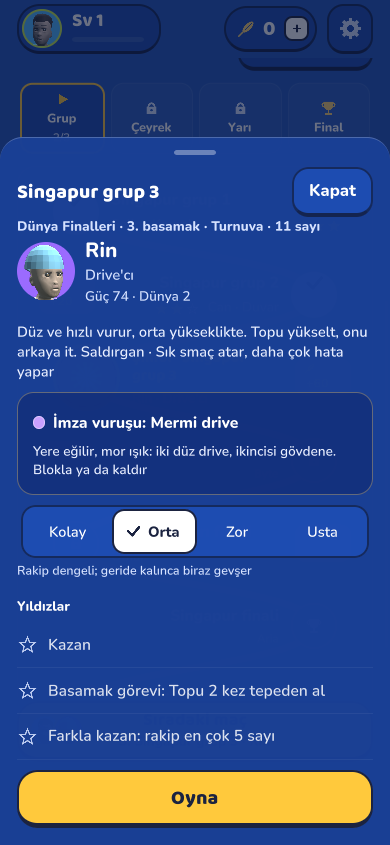 Sv 1
0
+
Grup
Çeyrek
Yarı
Final
Singapur grup 3
Kapat
Dünya Finalleri · 3. basamak · Turnuva · 11 sayı
Rin
Drive'cı
Güç 74 · Dünya 2
Düz ve hızlı vurur, orta yükseklikte. Topu yükselt, onu
arkaya it. Saldırgan · Sık smaç atar, daha çok hata
yapar
İmza vuruşu: Mermi drive
Yere eğilir, mor ışık: iki düz drive, ikincisi gövdene.
Blokla ya da kaldır
Kolay
Orta
Zor
Usta
Rakip dengeli; geride kalınca biraz gevşer
Yıldızlar
Kazan
Basamak görevi: Topu 2 kez tepeden al
Farkla kazan: rakip en çok 5 sayı
Oyna